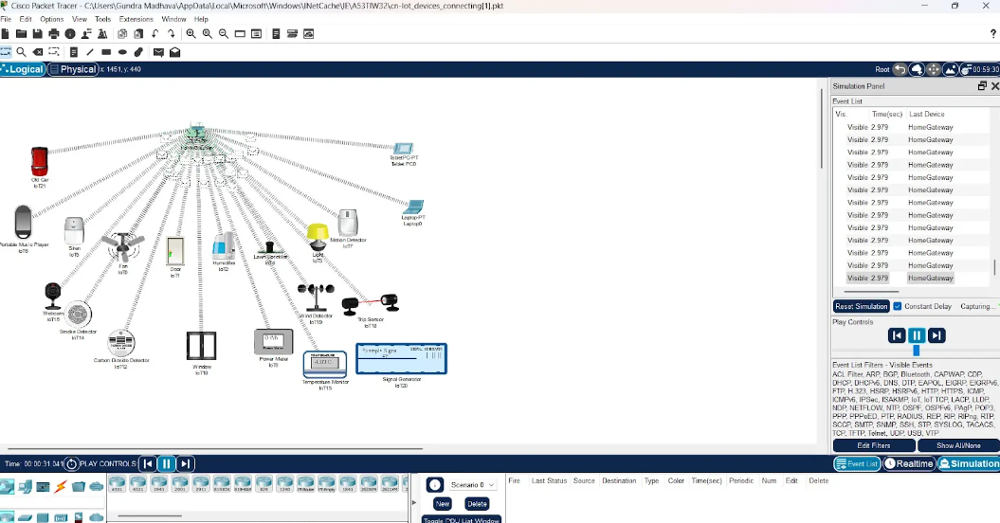 Cisco Packet Tracer - C:\Users\Gundra Madhava\AppData\Local\Microsoft\Windows\INetCache\IE\A53TIW32\cn-Iot_devices_connecting[1].pkt
File Edit Options View Tools Extensions Window Help
?
Logical Physical x: 1451, y: 440
Root 00:59:30
Simulation Panel
Event List
Vis. Time(sec) Last Device
Visible 2.979 HomeGateway
Visible 2.979 HomeGateway
Visible 2.979 HomeGateway
Visible 2.979 HomeGateway
Visible 2.979 HomeGateway
Visible 2.979 HomeGateway
Visible 2.979 HomeGateway
Visible 2.979 HomeGateway
Visible 2.979 HomeGateway
Visible 2.979 HomeGateway
Visible 2.979 HomeGateway
Visible 2.979 HomeGateway
Visible 2.979 HomeGateway
Reset Simulation Constant Delay Capturing...
Play Controls
Event List Filters - Visible Events
ACL Filter, ARP, BGP, Bluetooth, CAPWAP, CDP,
DHCP, DHCPv6, DNS, DTP, EAPOL, EIGRP, EIGRPv6,
FTP, H.323, HSRP, HSRPv6, HTTP, HTTPS, ICMP,
ICMPv6, IPSec, ISAKMP, IoT, IoT TCP, LACP, LLDP,
NDP, NETFLOW, NTP, OSPF, OSPFv6, PAgP, POP3,
PPP, PPPoED, PTP, RADIUS, REP, RIP, RIPng, RTP,
SCCP, SMTP, SNMP, SSH, STP, SYSLOG, TACACS,
TCP, TFTP, Telnet, UDP, USB, VTP
Edit Filters Show All/None
Event List Realtime Simulation
TabletPC-PT
Tablet PC0
Old Car
IoT21
Laptop-PT
Laptop0
Portable Music Player
IoT6
Siren
IoT5
Fan
IoT0
Door
IoT1
Humidifier
IoT2
Lawn Sprinkler
IoT4
Light
IoT3
Motion Detector
IoT7
Webcam
IoT15
Smoke Detector
IoT14
Wind Detector
IoT19
Trip Sensor
IoT18
Carbon Dioxide Detector
IoT12
Window
IoT10
Power Meter
Temperature Monitor
IoT13
SIGNAL GENERATOR
Signal Generator
IoT20
Time: 00:00:31.041 PLAY CONTROLS:
4331 4321 1941 2901 2911 819HGW 829 1240 PT-Router PT-Empty 1841 2620XM 2621XM
Scenario 0
New Delete
Toggle PDU List Window
Fire Last Status Source Destination Type Color Time(sec) Periodic Num Edit Delete